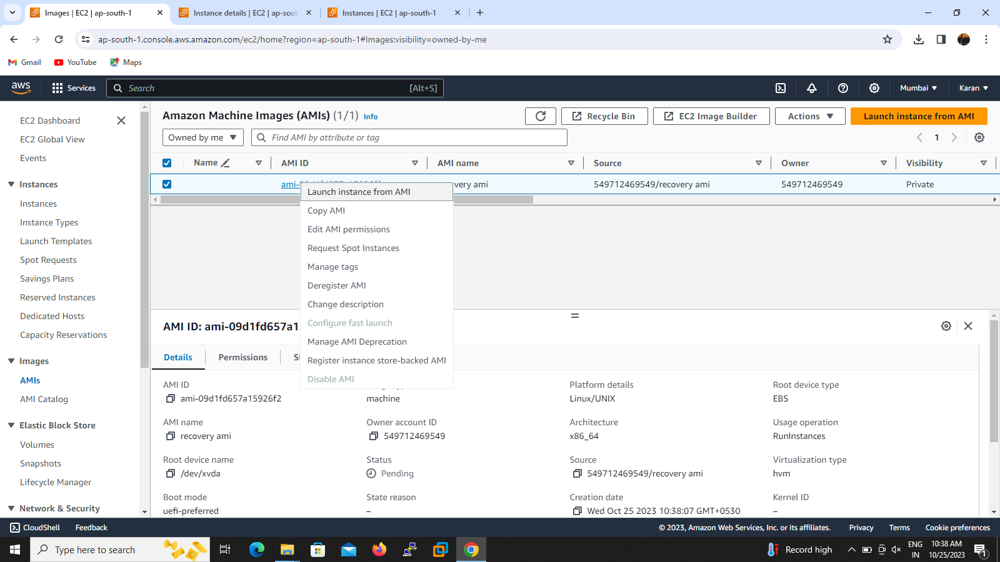 Images | EC2 | ap-south-1
Instance details | EC2 | ap-sout
Instances | EC2 | ap-south-1
ap-south-1.console.aws.amazon.com/ec2/home?region=ap-south-1#Images:visibility=owned-by-me
Gmail
YouTube
Maps
aws
Services
Search
[Alt+S]
Mumbai
Karan
EC2 Dashboard
EC2 Global View
Events
Instances
Instances
Instance Types
Launch Templates
Spot Requests
Savings Plans
Reserved Instances
Dedicated Hosts
Capacity Reservations
Images
AMIs
AMI Catalog
Elastic Block Store
Volumes
Snapshots
Lifecycle Manager
Network & Security
Amazon Machine Images (AMIs) (1/1) Info
Recycle Bin
EC2 Image Builder
Actions
Launch instance from AMI
Owned by me
Find AMI by attribute or tag
1
Name
AMI ID
AMI name
Source
Owner
Visibility
549712469549/recovery ami
549712469549
Private
Launch instance from AMI
Copy AMI
Edit AMI permissions
Request Spot Instances
Manage tags
Deregister AMI
Change description
Configure fast launch
Manage AMI Deprecation
Register instance store-backed AMI
Disable AMI
AMI ID: ami-09d1fd657a1
Details
Permissions
AMI ID
ami-09d1fd657a15926f2
machine
Platform details
Linux/UNIX
Root device type
EBS
AMI name
recovery ami
Owner account ID
549712469549
Architecture
x86_64
Usage operation
RunInstances
Root device name
/dev/xvda
Status
Pending
Source
549712469549/recovery ami
Virtualization type
hvm
Boot mode
uefi-preferred
State reason
–
Creation date
Wed Oct 25 2023 10:38:07 GMT+0530
Kernel ID
–
CloudShell
Feedback
© 2023, Amazon Web Services, Inc. or its affiliates.
Privacy
Terms
Cookie preferences
Type here to search
Record high
ENG
IN
10:38 AM
10/25/2023
1